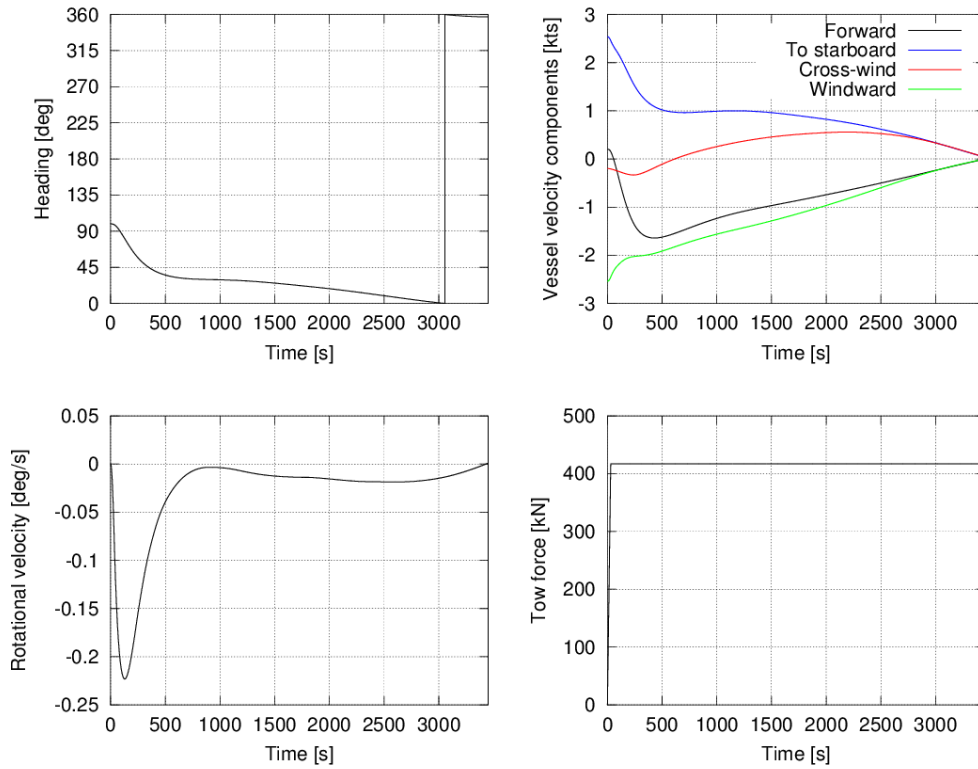 360
315
270
225
180
135
90
45
0
0 500 1000 1500 2000 2500 3000
Heading [deg]
Time [s]
3
2
1
0
-1
-2
-3
0 500 1000 1500 2000 2500 3000
Vessel velocity components [kts]
Time [s]
Forward
To starboard
Cross-wind
Windward
0.05
0
-0.05
-0.1
-0.15
-0.2
-0.25
0 500 1000 1500 2000 2500 3000
Rotational velocity [deg/s]
Time [s]
500
400
300
200
100
0
0 500 1000 1500 2000 2500 3000
Tow force [kN]
Time [s]